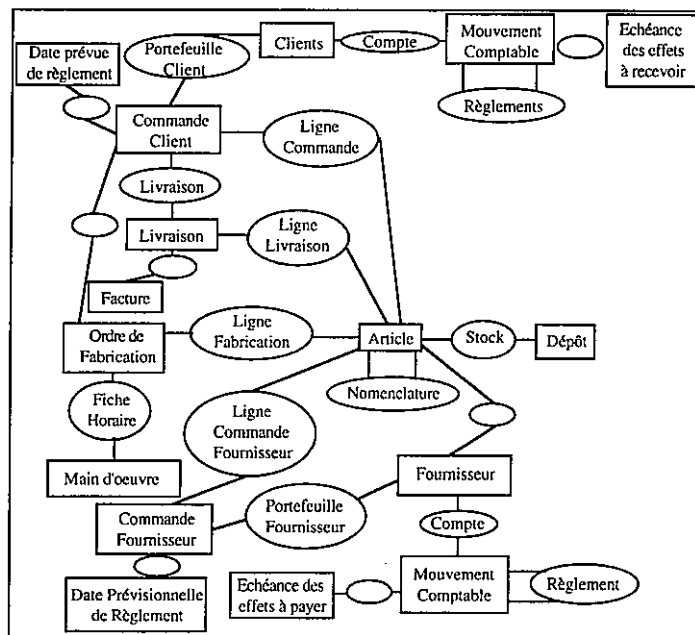 Date prévue
de règlement
Portefeuille
Client
Clients
Compte
Mouvement
Comptable
Echéance
des effets
à recevoir
Règlements
Commande
Client
Ligne
Commande
Livraison
Livraison
Ligne
Livraison
Facture
Ordre de
Fabrication
Ligne
Fabrication
Article
Stock
Dépôt
Nomenclature
Fiche
Horaire
Ligne
Commande
Fournisseur
Main d'oeuvre
Fournisseur
Commande
Fournisseur
Portefeuille
Fournisseur
Compte
Date Prévisionnelle
de Règlement
Echéance des
effets à payer
Mouvement
Comptable
Règlement